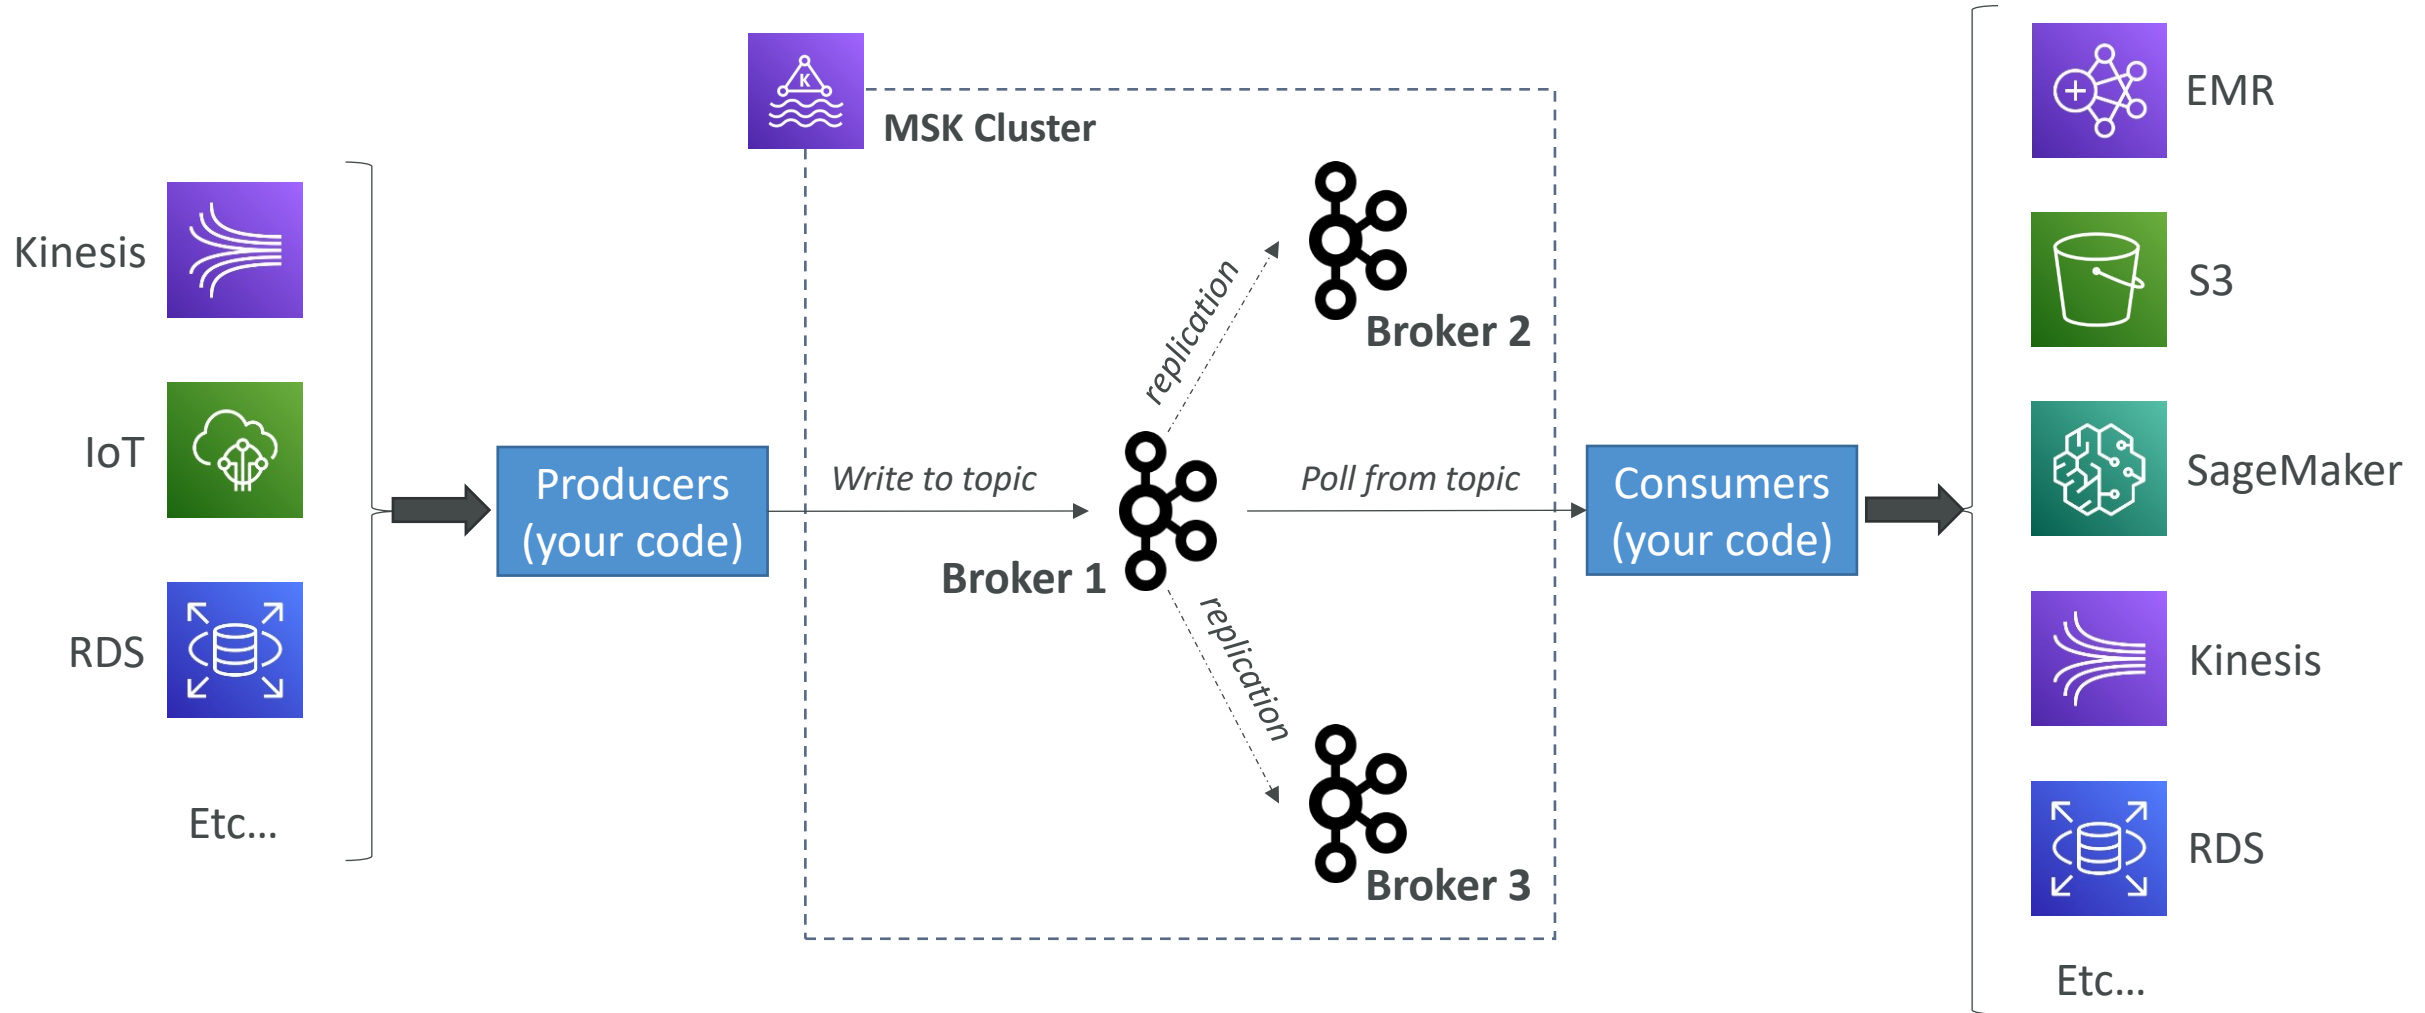 K
MSK Cluster
Kinesis
IoT
RDS
Etc...
Producers
(your code)
Write to topic
Broker 1
replication
Broker 2
replication
Broker 3
Poll from topic
Consumers
(your code)
EMR
S3
SageMaker
Kinesis
RDS
Etc...